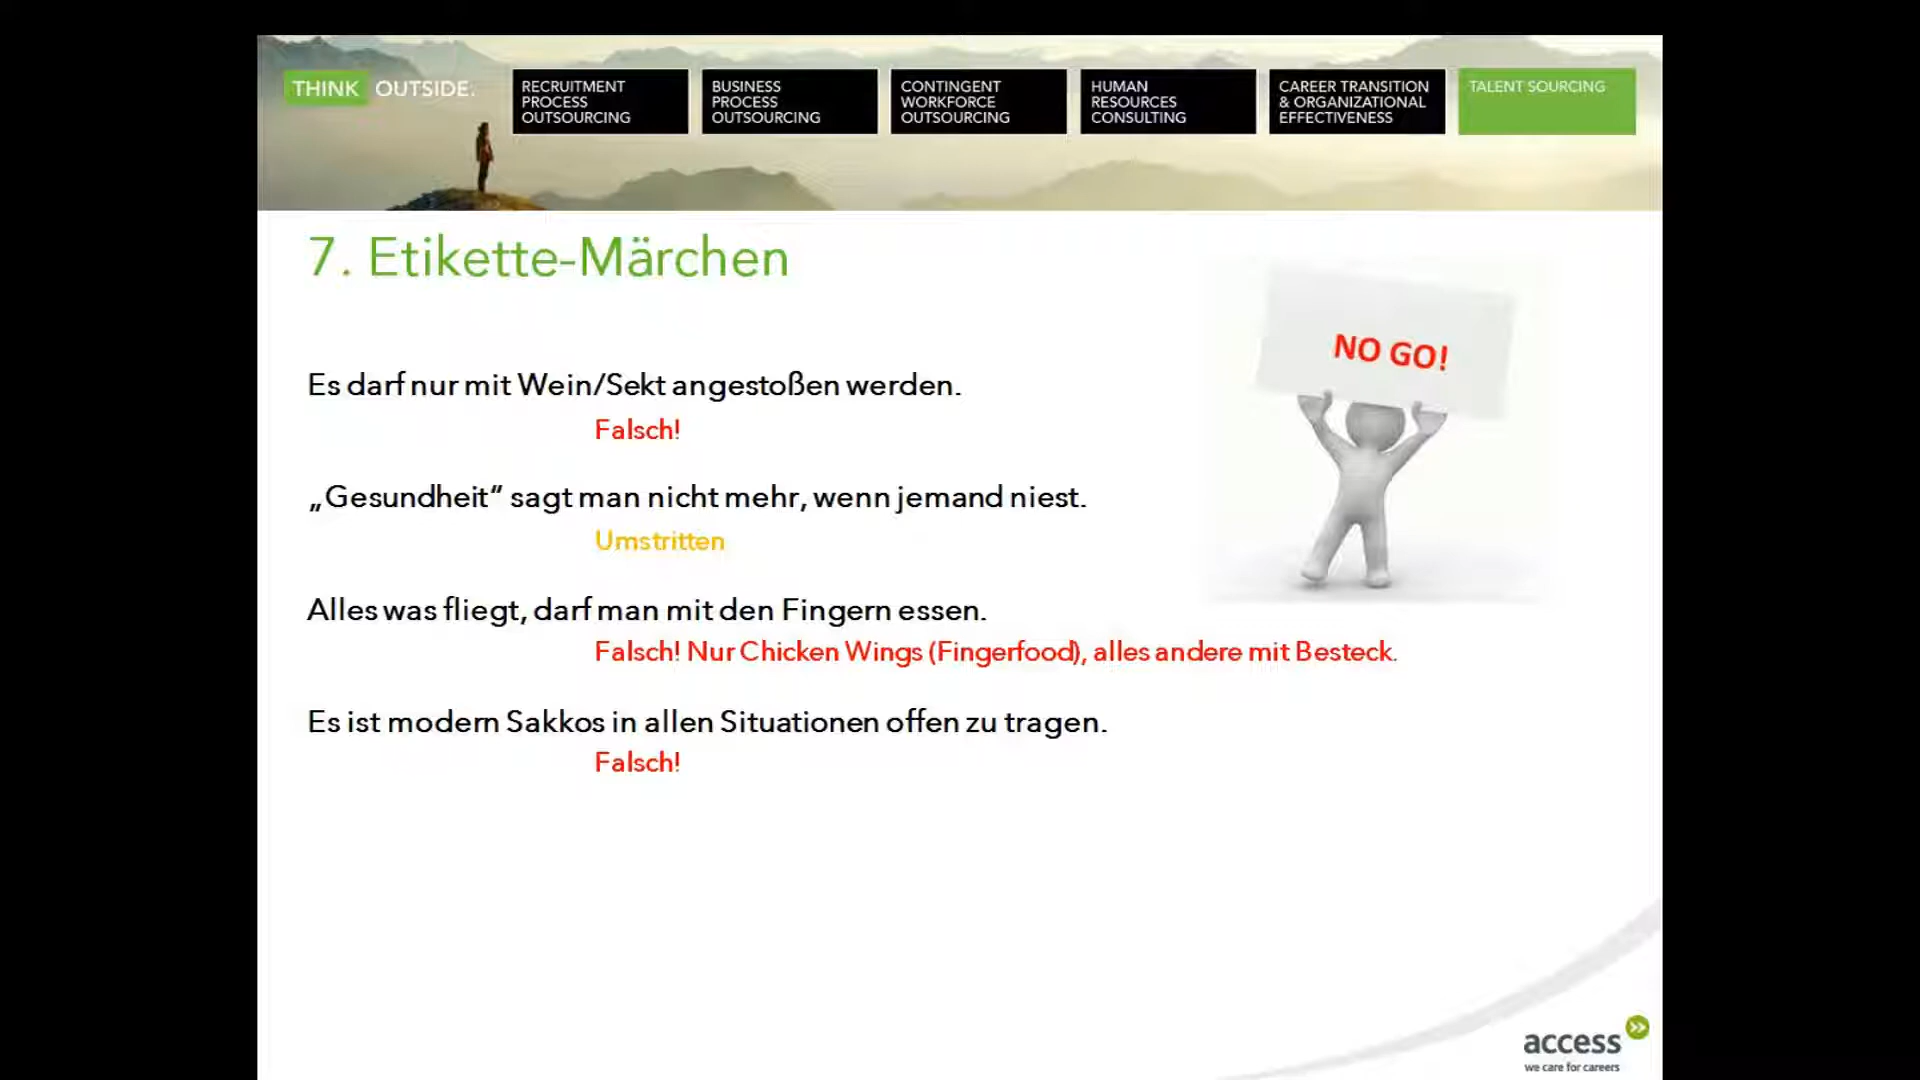 THINK OUTSIDE.
RECRUITMENT
PROCESS
OUTSOURCING
BUSINESS
PROCESS
OUTSOURCING
CONTINGENT
WORKFORCE
OUTSOURCING
HUMAN
RESOURCES
CONSULTING
CAREER TRANSITION
& ORGANIZATIONAL
EFFECTIVENESS
TALENT SOURCING
7. Etikette-Märchen
NO GO!
Es darf nur mit Wein/Sekt angestoßen werden.
Falsch!
„Gesundheit“ sagt man nicht mehr, wenn jemand niest.
Umstritten
Alles was fliegt, darf man mit den Fingern essen.
Falsch! Nur Chicken Wings (Fingerfood), alles andere mit Besteck.
Es ist modern Sakkos in allen Situationen offen zu tragen.
Falsch!
access
we care for careers